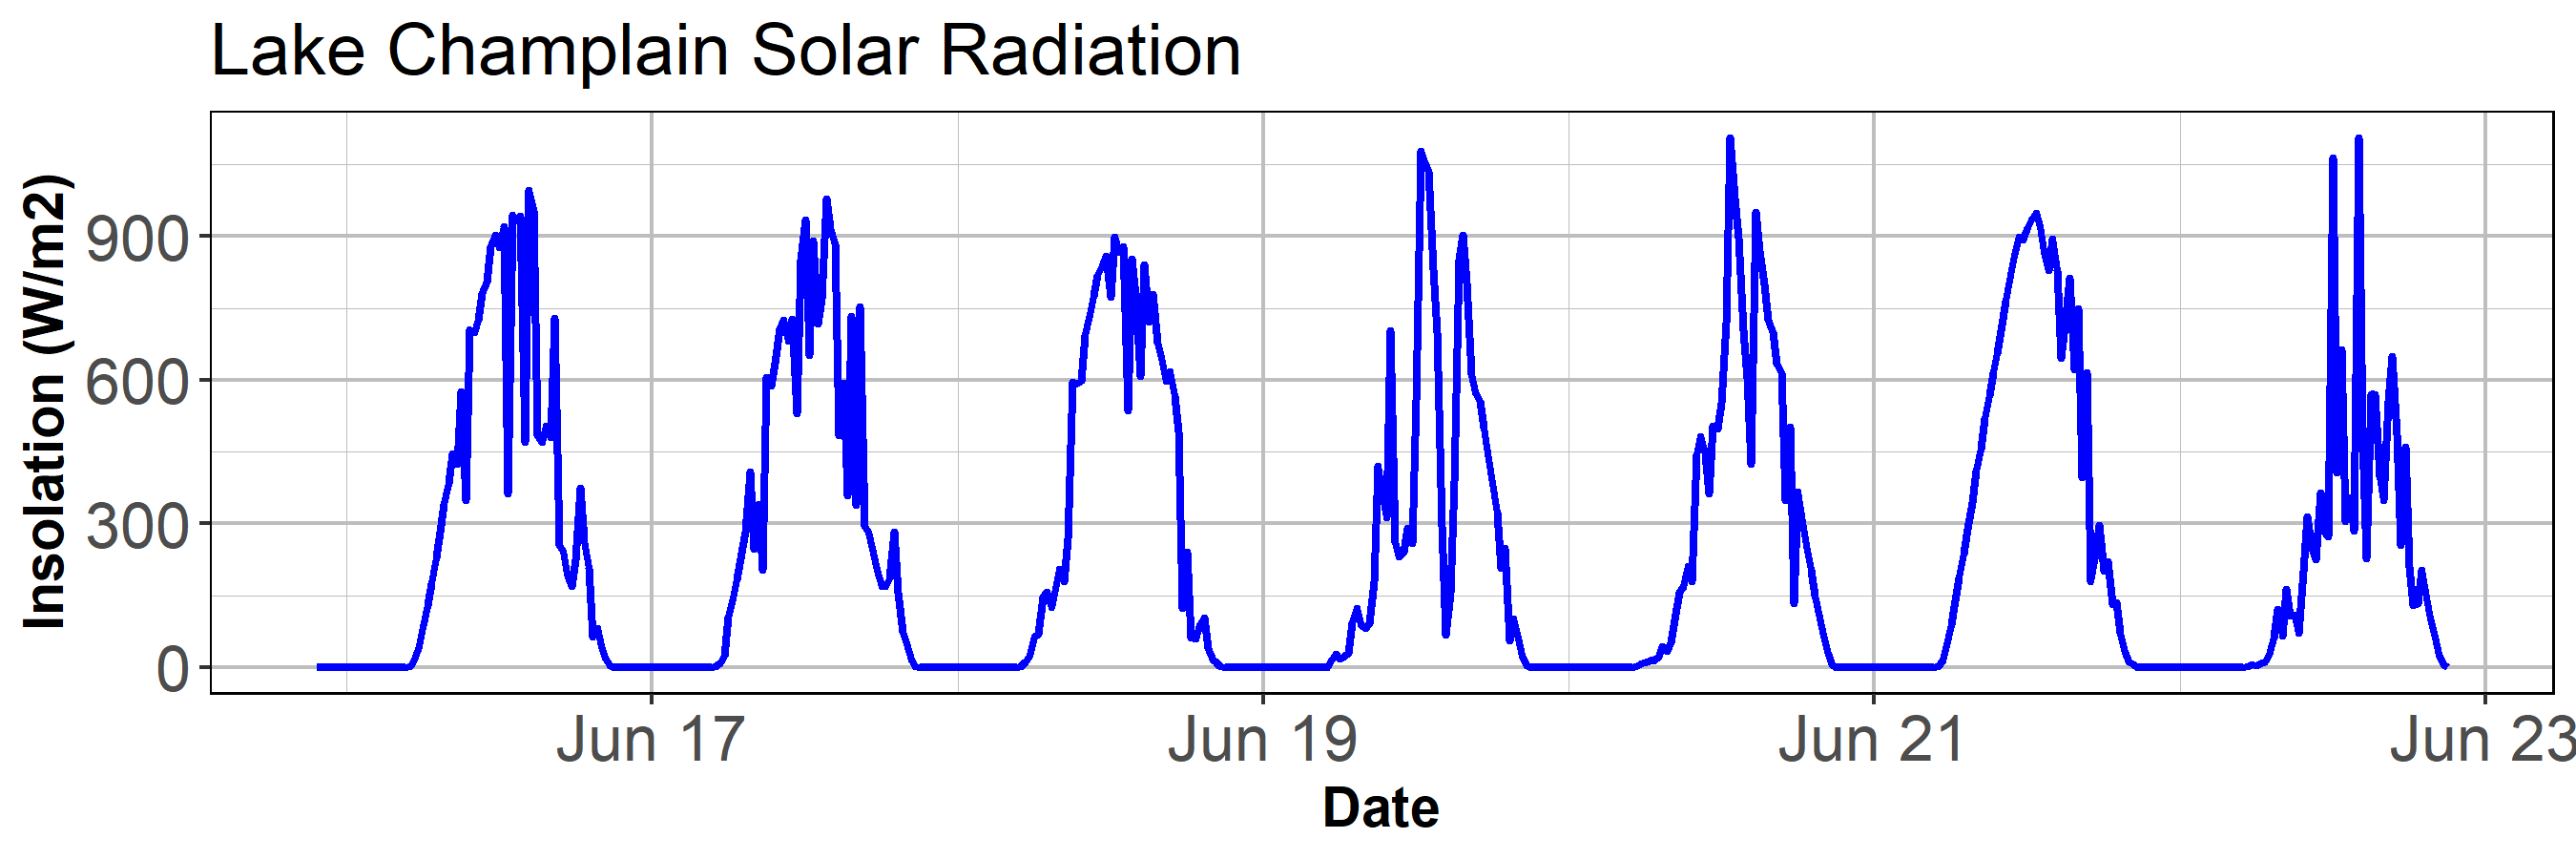 Lake Champlain Solar Radiation
Insolation (W/m2)
900
600
300
0
Jun 17
Jun 19
Jun 21
Jun 23
Date